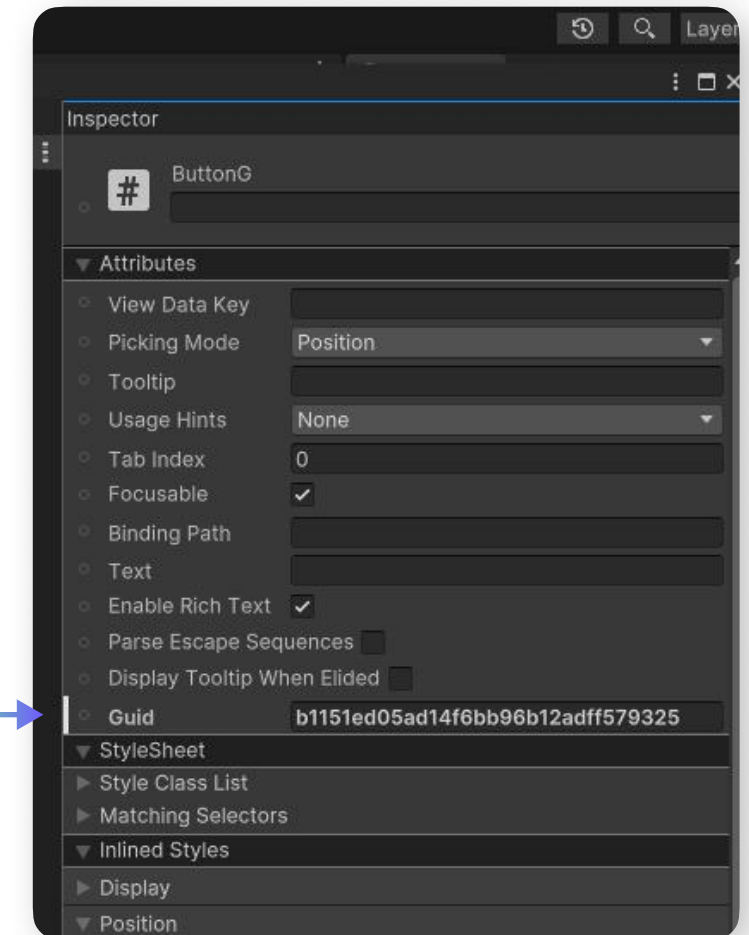 Layer
Inspector
#
ButtonG
Attributes
View Data Key
Picking Mode Position
Tooltip
Usage Hints None
Tab Index 0
Focusable
Binding Path
Text
Enable Rich Text
Parse Escape Sequences
Display Tooltip When Elided
Guid b1151ed05ad14f6bb96b12adff579325
StyleSheet
Style Class List
Matching Selectors
Inlined Styles
Display
Position